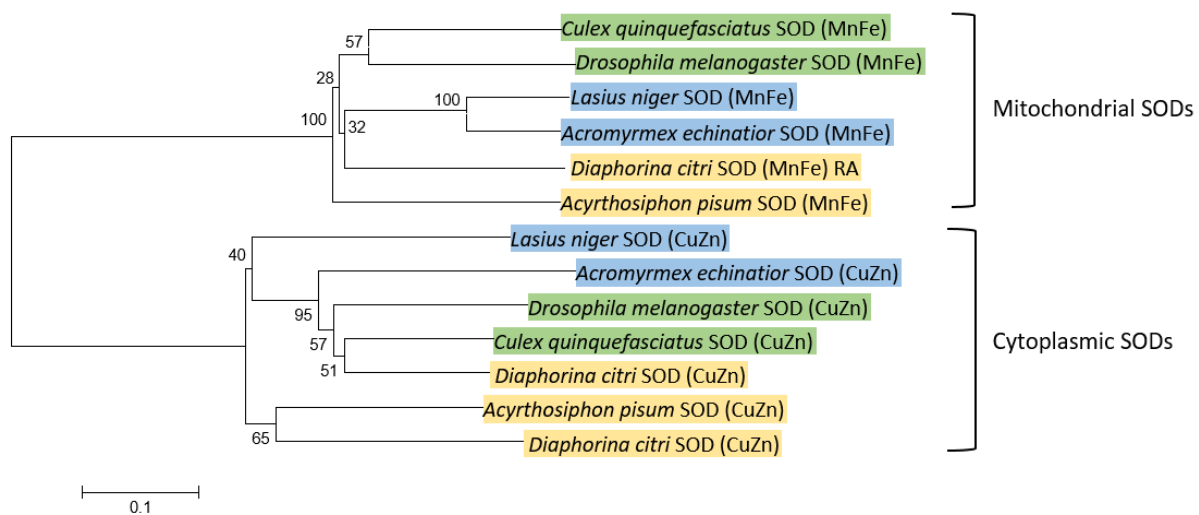 Culex quinquefasciatus SOD (MnFe)
57
Drosophila melanogaster SOD (MnFe)
28
Lasius niger SOD (MnFe)
100
Mitochondrial SODs
100
32
Acromyrmex echinatior SOD (MnFe)
Diaphorina citri SOD (MnFe) RA
Acyrthosiphon pisum SOD (MnFe)
Lasius niger SOD (CuZn)
40
Acromyrmex echinatior SOD (CuZn)
Drosophila melanogaster SOD (CuZn)
95
Culex quinquefasciatus SOD (CuZn)
Cytoplasmic SODs
57
51
Diaphorina citri SOD (CuZn)
Acyrthosiphon pisum SOD (CuZn)
65
Diaphorina citri SOD (CuZn)
0.1